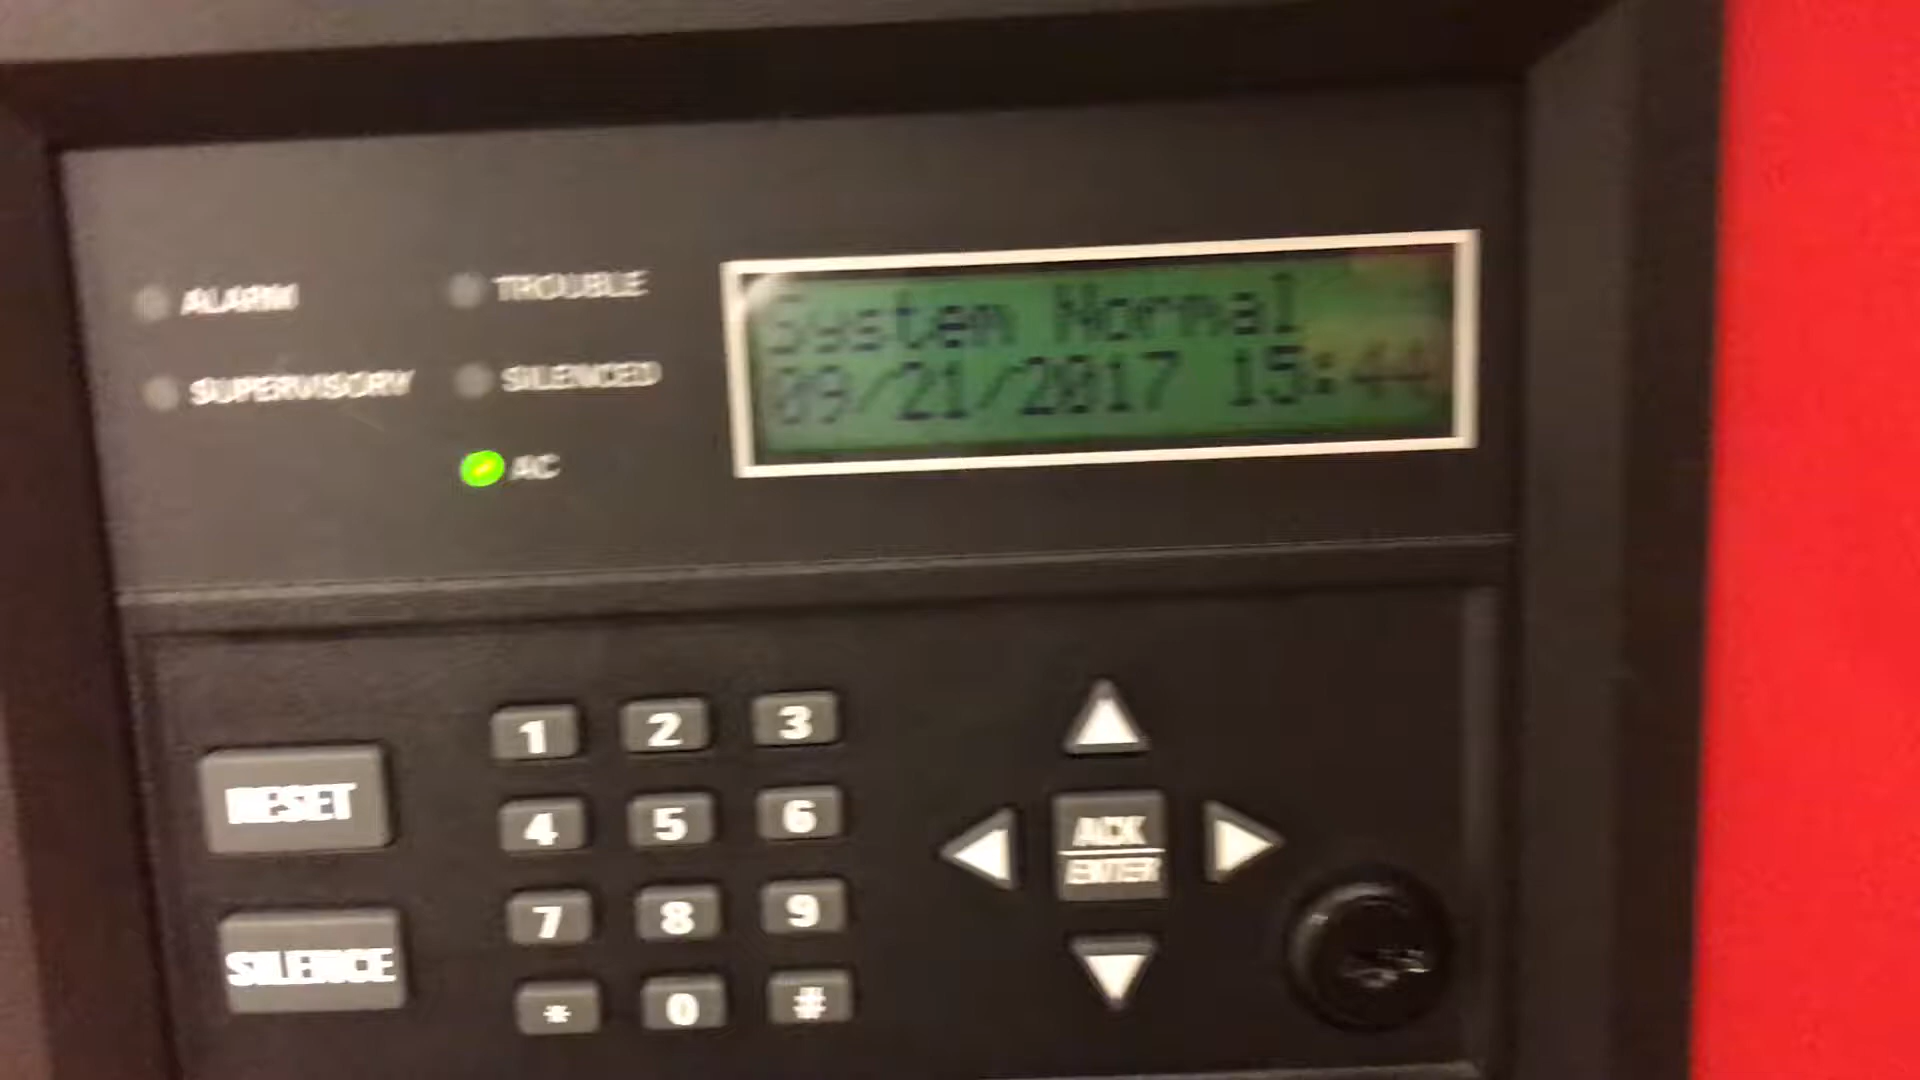 ALARM
TROUBLE
System Normal
SUPERVISORY
SILENCED
09/21/2017 15:44
AC
1 2 3
RESET
4 5 6
ACK
ENTER
7 8 9
SILENCE
* 0 #